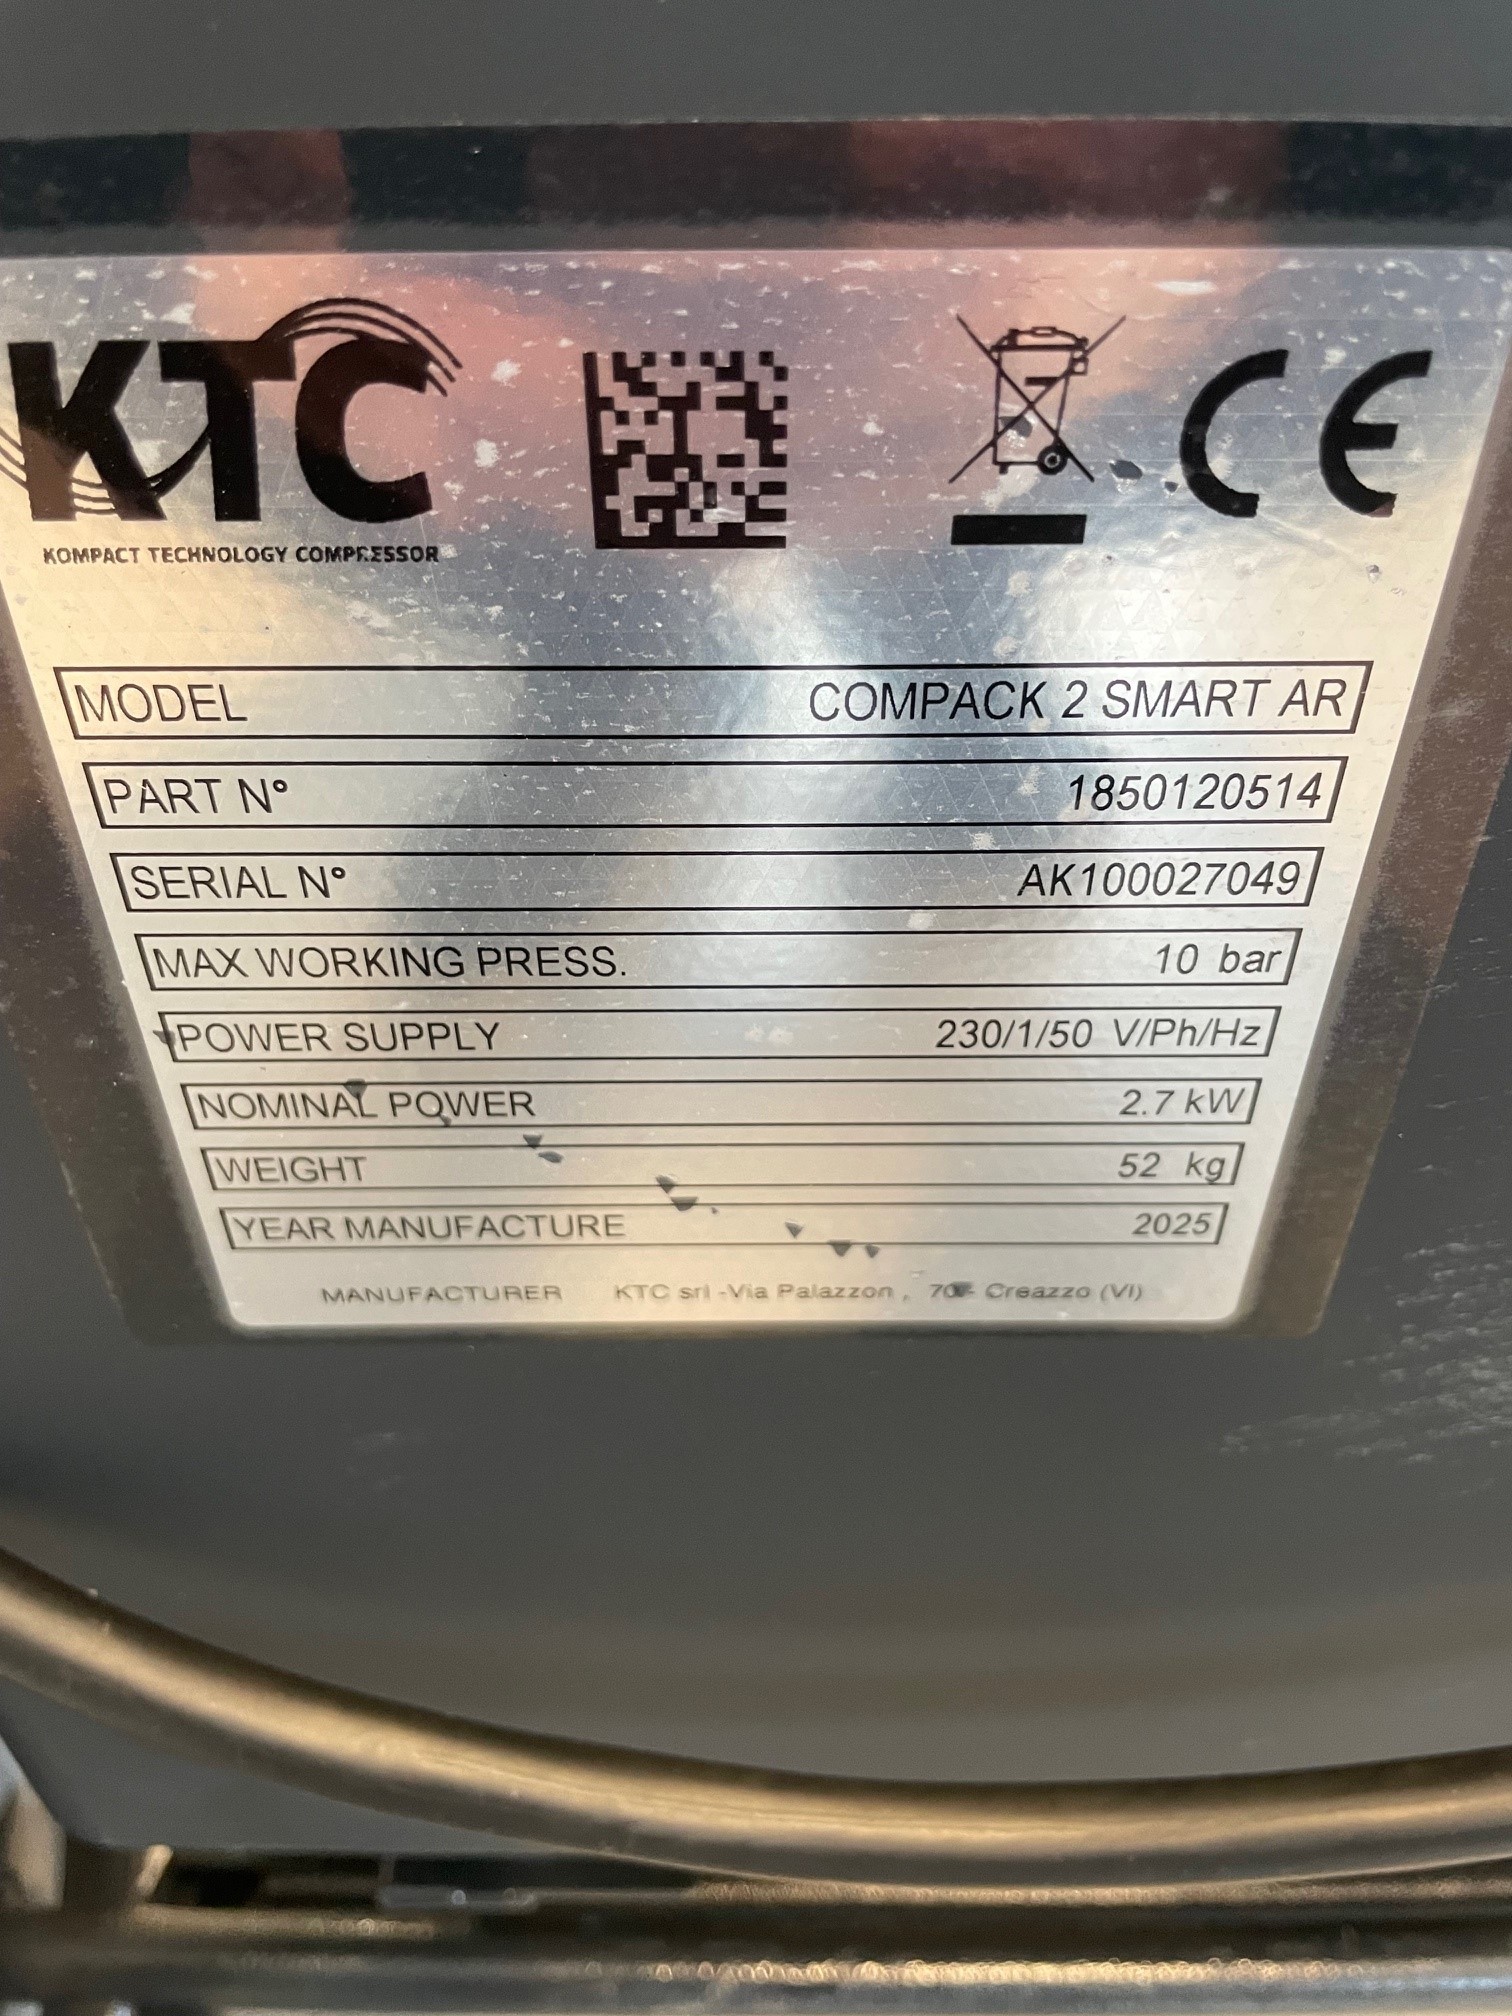 KTC
KOMPACT TECHNOLOGY COMPRESSOR
CE
MODEL COMPACK 2 SMART AR
PART N° 1850120514
SERIAL N° AK100027049
MAX WORKING PRESS. 10 bar
POWER SUPPLY 230/1/50 V/Ph/Hz
NOMINAL POWER 2.7 kW
WEIGHT 52 kg
YEAR MANUFACTURE 2025
MANUFACTURER KTC srl -Via Palazzon , 70- Creazzo (VI)